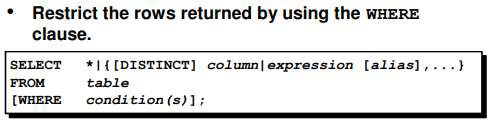 • Restrict the rows returned by using the WHERE
clause.
SELECT *|{[DISTINCT] column|expression [alias],...}
FROM table
[WHERE condition(s)];